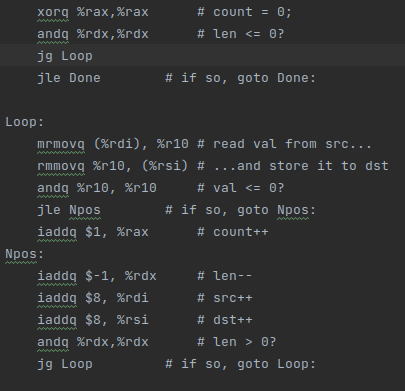 xorq %rax,%rax      # count = 0;
andq %rdx,%rdx      # len <= 0?
jg Loop
jle Done        # if so, goto Done:

Loop:
mrmovq (%rdi), %r10 # read val from src...
rmmovq %r10, (%rsi) # ...and store it to dst
andq %r10, %r10     # val <= 0?
jle Npos        # if so, goto Npos:
iaddq $1, %rax      # count++
Npos:
iaddq $-1, %rdx     # len--
iaddq $8, %rdi      # src++
iaddq $8, %rsi      # dst++
andq %rdx,%rdx      # len > 0?
jg Loop         # if so, goto Loop: